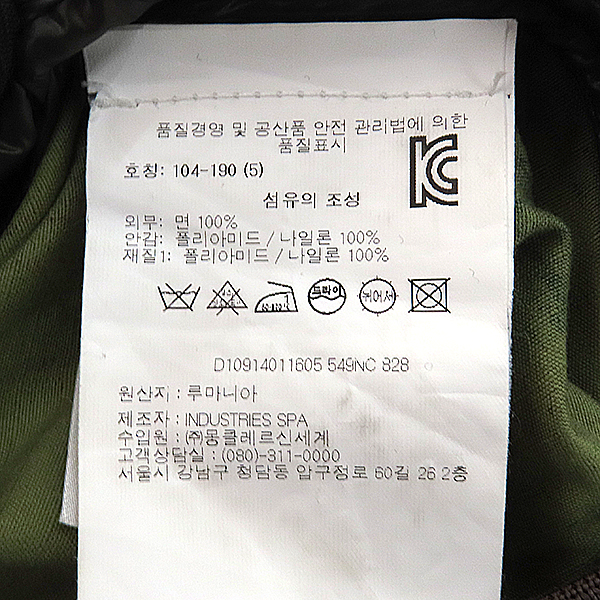 품질경영 및 공산품 안전 관리법에 의한
품질표시
호칭: 104-190 (5)
섬유의 조성
외무: 면 100%
안감: 폴리아미드 / 나일론 100%
재질1: 폴리아미드 / 나일론 100%
드라이
D10914011605 549NC 828
원산지: 루마니아
제조자: INDUSTRIES SPA
수입원 : ㈜몽클레르신세계
고객상담실 : (080)-311-0000
서울시 강남구 청담동 압구정로 60길 26 2층